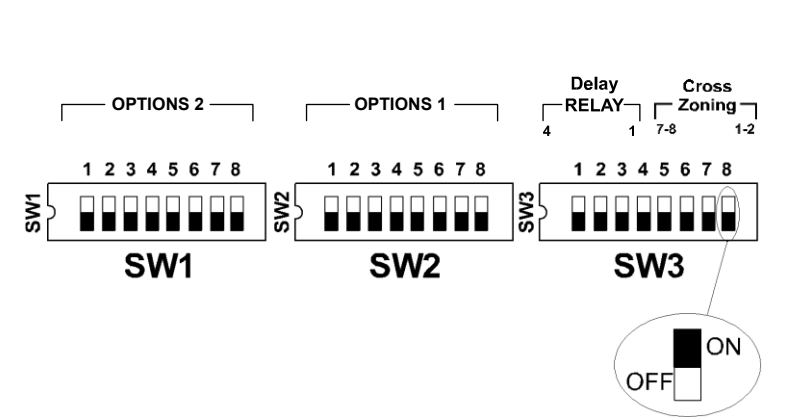 OPTIONS 2
OPTIONS 1
Delay
RELAY
4 1
Cross
Zoning
7-8 1-2
1 2 3 4 5 6 7 8
1 2 3 4 5 6 7 8
1 2 3 4 5 6 7 8
SW1
SW2
SW3
SW1
SW2
SW3
ON
OFF